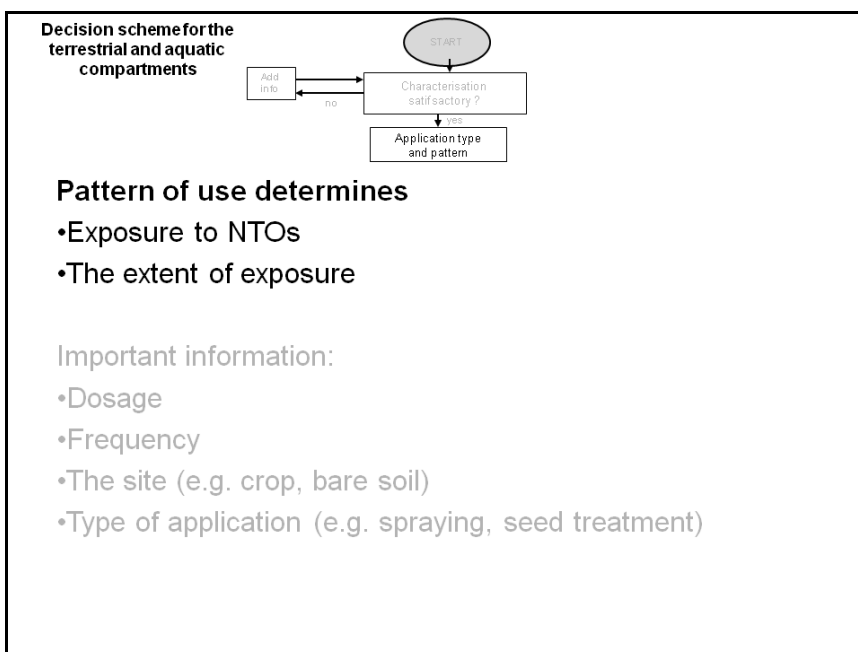 Decision scheme for the
terrestrial and aquatic
compartments
START
Add
info
no
Characterisation
satifsactory ?
yes
Application type
and pattern
Pattern of use determines
•Exposure to NTOs
•The extent of exposure
Important information:
•Dosage
•Frequency
•The site (e.g. crop, bare soil)
•Type of application (e.g. spraying, seed treatment)